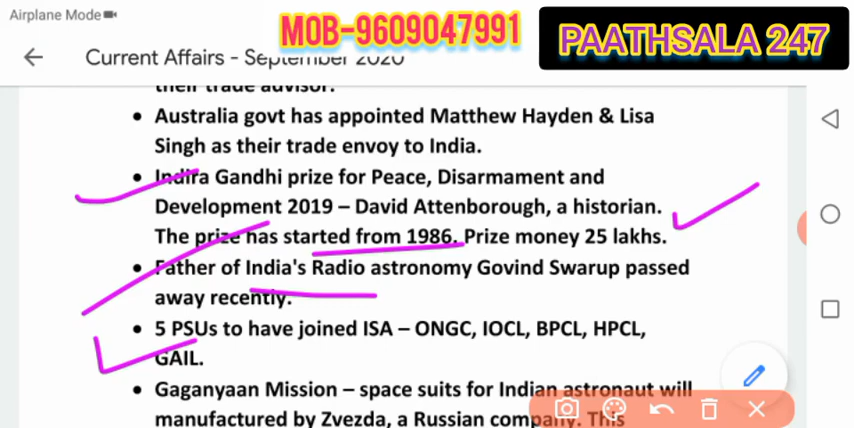 Airplane Mode
MOB-9609047991
PAATHSALA 247
Current Affairs - September 2020
their trade advisor.
• Australia govt has appointed Matthew Hayden & Lisa
Singh as their trade envoy to India.
• Indira Gandhi prize for Peace, Disarmament and
Development 2019 – David Attenborough, a historian.
The prize has started from 1986. Prize money 25 lakhs.
• Father of India's Radio astronomy Govind Swarup passed
away recently.
• 5 PSUs to have joined ISA – ONGC, IOCL, BPCL, HPCL,
GAIL.
• Gaganyaan Mission – space suits for Indian astronaut will
manufactured by Zvezda, a Russian company. This